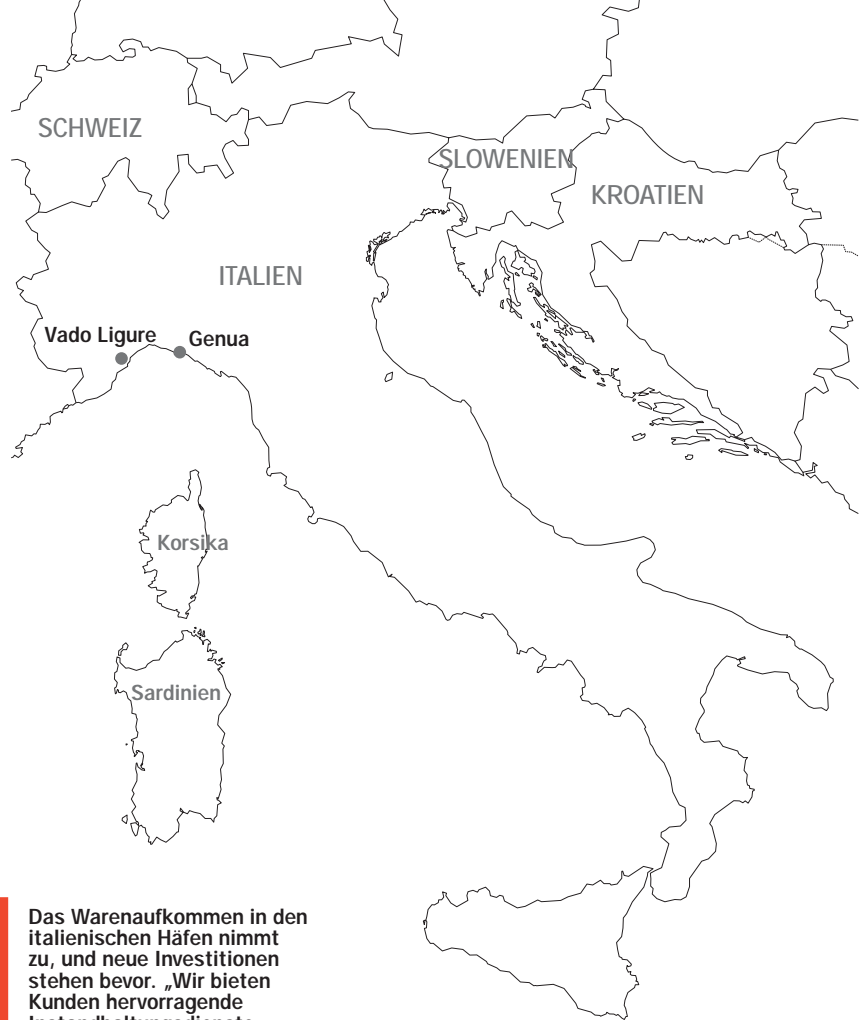 SCHWEIZ
SLOWENIEN
KROATIEN
ITALIEN
Vado Ligure
Genua
Korsika
Sardinien
Das Warenaufkommen in den
italienischen Häfen nimmt
zu, und neue Investitionen
stehen bevor. „Wir bieten
Kunden hervorragende